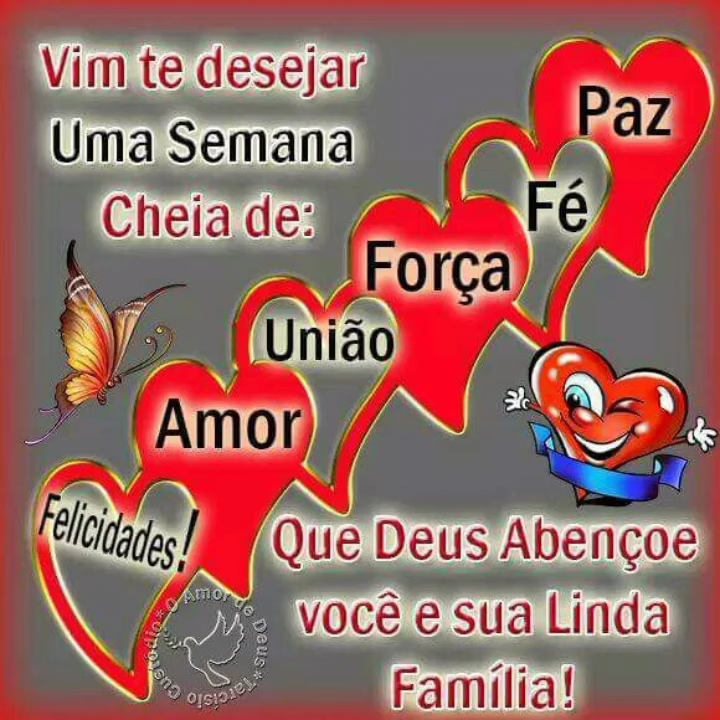 Vim te desejar
Uma Semana
Cheia de:
Paz
Fé
Força
União
Amor
Felicidades!
Que Deus Abençoe
você e sua Linda
Família!
*O Amor de Deus*Tarcísio Custódio